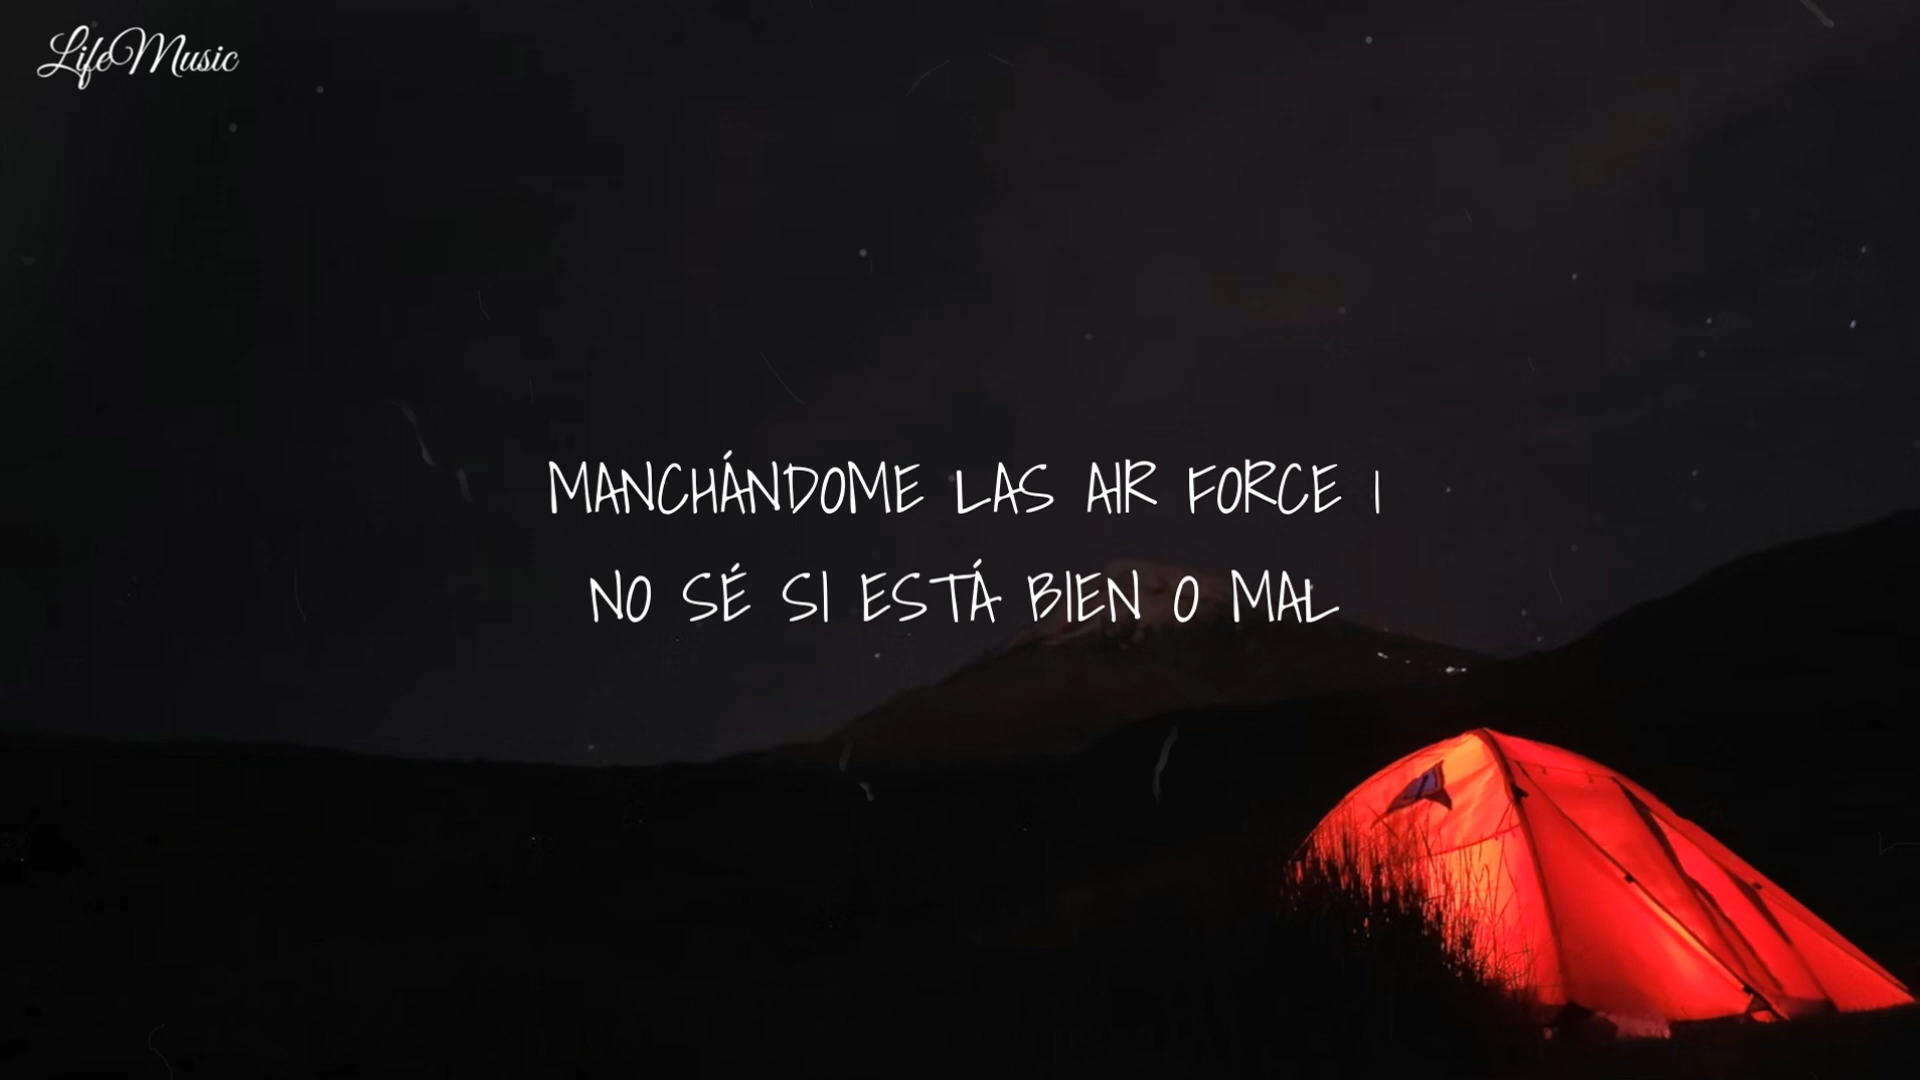 LifeMusic
MANCHÁNDOME LAS AIR FORCE 1
NO SÉ SI ESTÁ BIEN O MAL